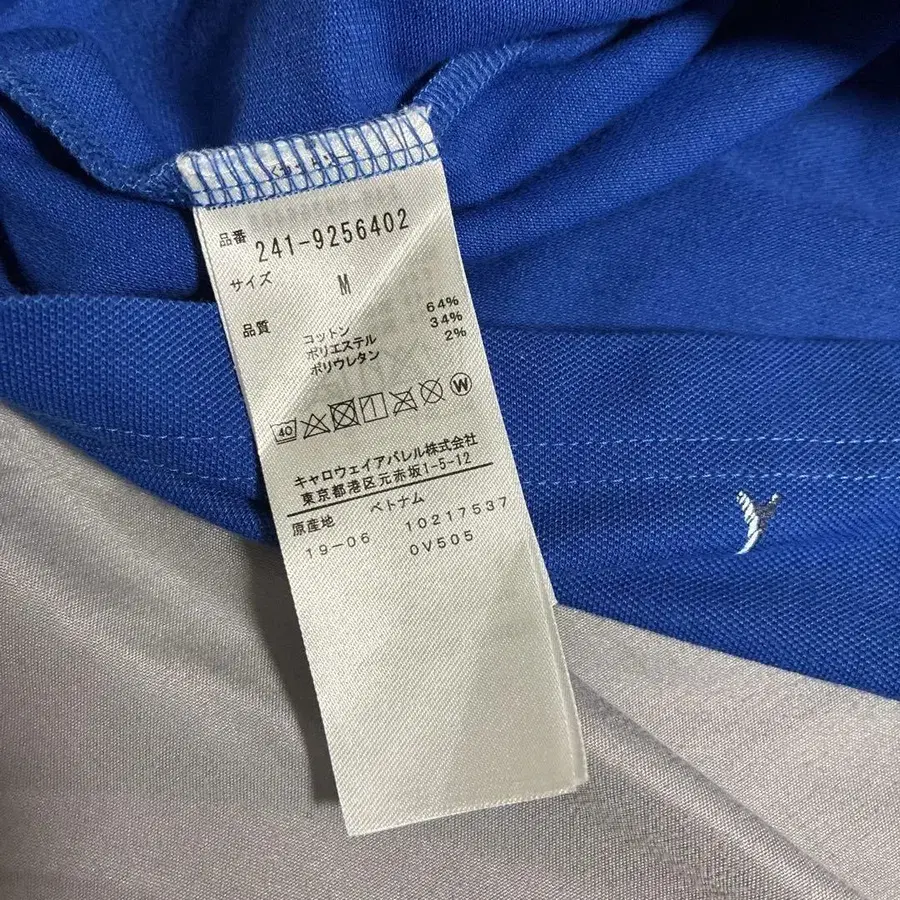 品番 241-9256402
サイズ M
品質 コットン 64%
ポリエステル 34%
ポリウレタン 2%
40 W
キャロウェイアパレル株式会社
東京都港区元赤坂1-5-12
原産地 ベトナム
19-06 10217537
0V505